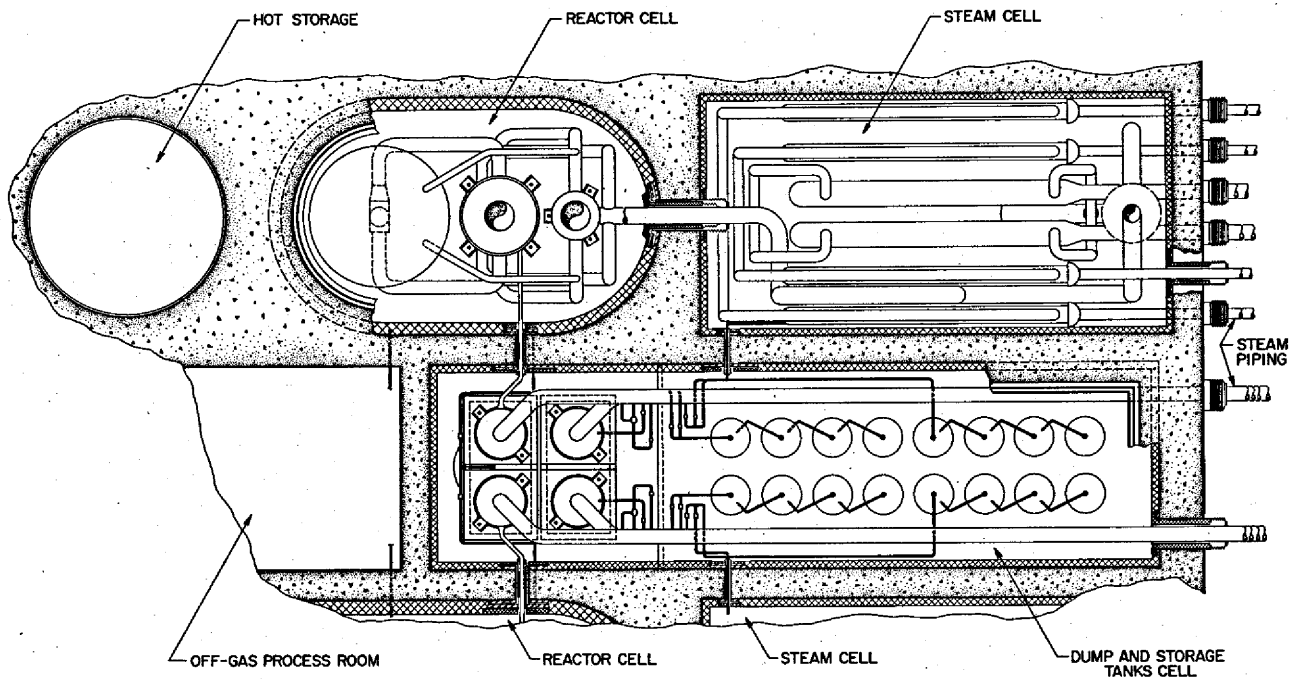 HOT STORAGE
REACTOR CELL
STEAM CELL
STEAM
PIPING
OFF-GAS PROCESS ROOM
REACTOR CELL
STEAM CELL
DUMP AND STORAGE
TANKS CELL